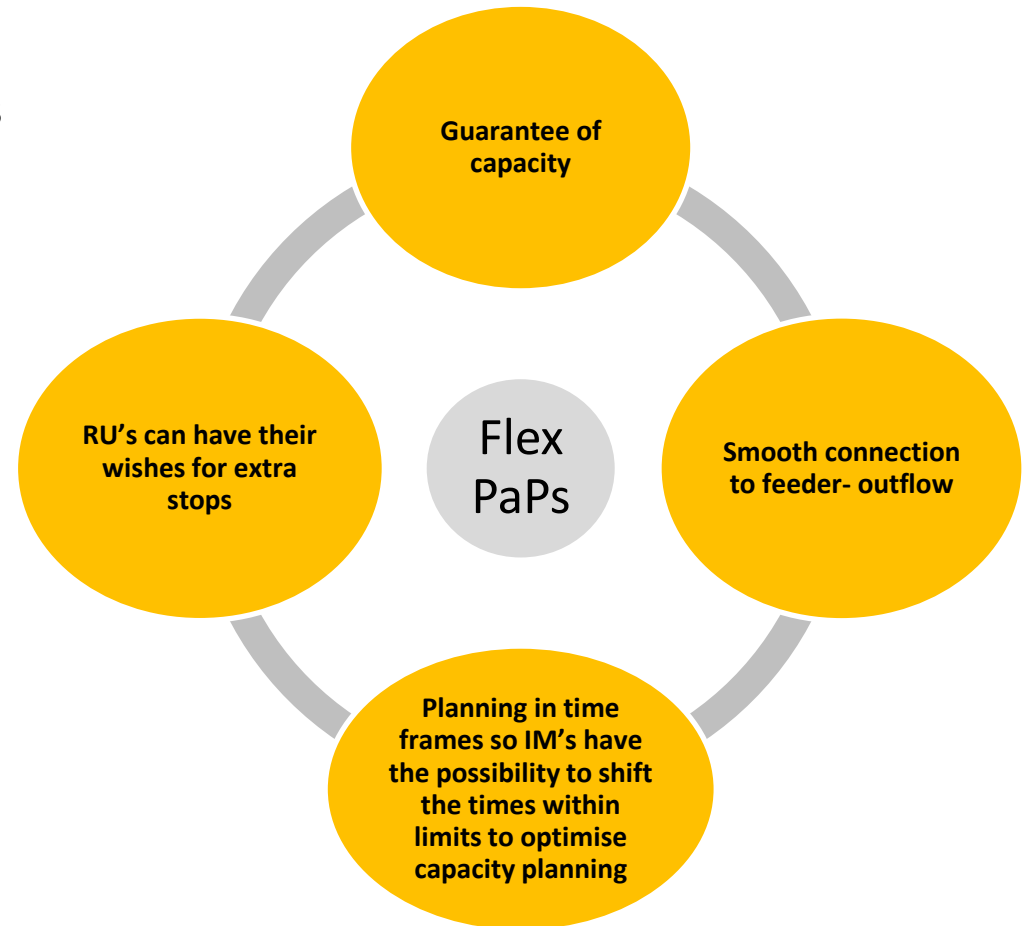 Guarantee of
capacity
RU’s can have their
wishes for extra
stops
Flex
PaPs
Smooth connection
to feeder- outflow
Planning in time
frames so IM’s have
the possibility to shift
the times within
limits to optimise
capacity planning